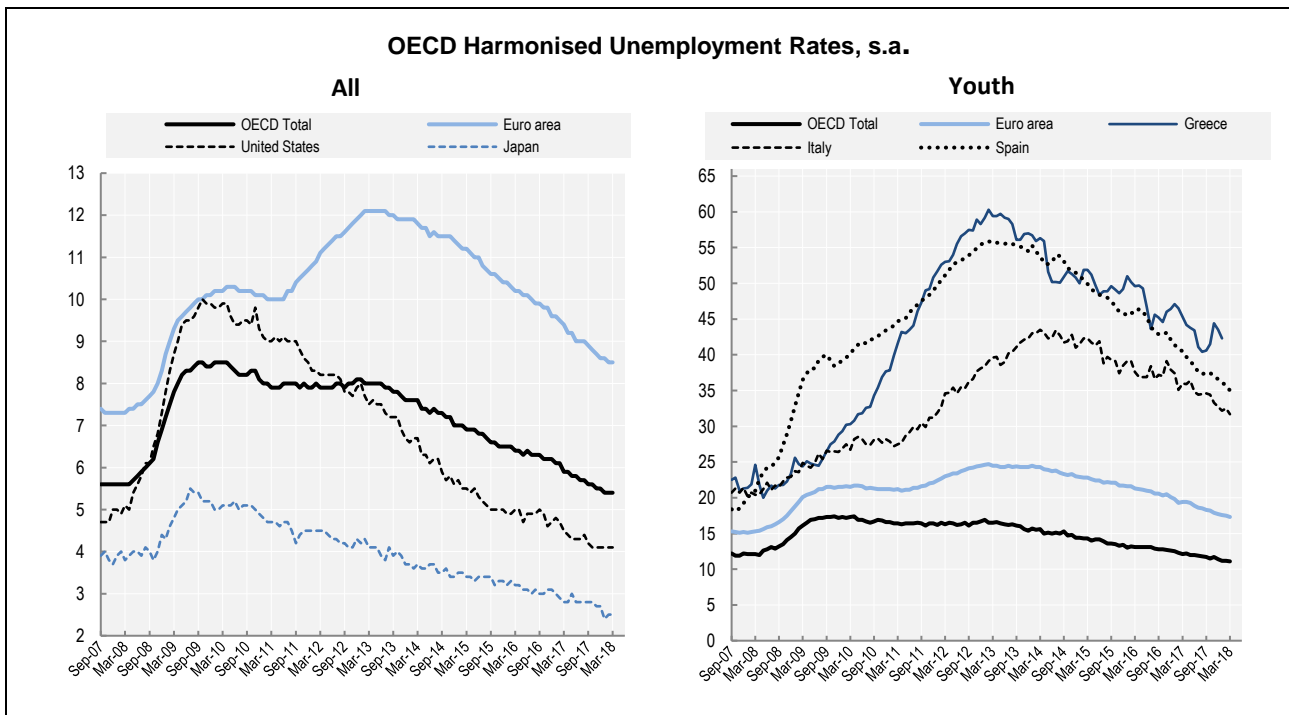 OECD Harmonised Unemployment Rates, s.a.
All
OECD Total Euro area
United States Japan
13
12
11
10
9
8
7
6
5
4
3
2
Sep-07 Mar-08 Sep-08 Mar-09 Sep-09 Mar-10 Sep-10 Mar-11 Sep-11 Mar-12 Sep-12 Mar-13 Sep-13 Mar-14 Sep-14 Mar-15 Sep-15 Mar-16 Sep-16 Mar-17 Sep-17 Mar-18
Youth
OECD Total Euro area Greece
Italy Spain
65
60
55
50
45
40
35
30
25
20
15
10
5
0
Sep-07 Mar-08 Sep-08 Mar-09 Sep-09 Mar-10 Sep-10 Mar-11 Sep-11 Mar-12 Sep-12 Mar-13 Sep-13 Mar-14 Sep-14 Mar-15 Sep-15 Mar-16 Sep-16 Mar-17 Sep-17 Mar-18